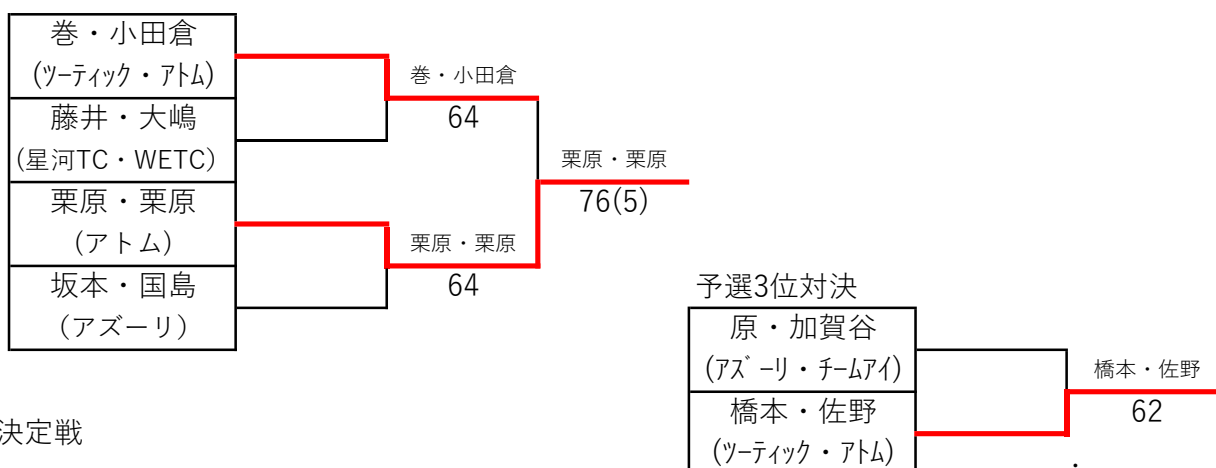 巻・小田倉
(ﾂｰﾃｨｯｸ・ｱﾄﾑ)
藤井・大嶋
(星河TC・WETC)
栗原・栗原
(アトム)
坂本・国島
(アズーリ)
巻・小田倉
64
栗原・栗原
64
栗原・栗原
76(5)
予選3位対決
原・加賀谷
(ｱｽﾞｰﾘ・ﾁｰﾑｱｲ)
橋本・佐野
(ﾂｰﾃｨｯｸ・ｱﾄﾑ)
橋本・佐野
62
決定戦